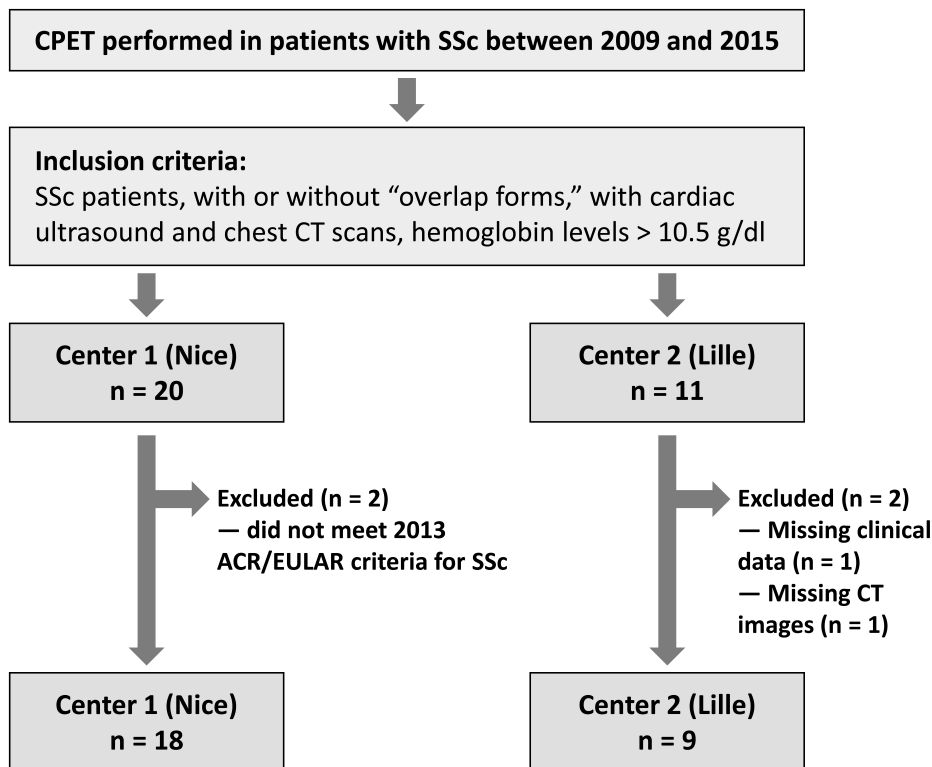 CPET performed in patients with SSc between 2009 and 2015
Inclusion criteria:
SSc patients, with or without “overlap forms,” with cardiac
ultrasound and chest CT scans, hemoglobin levels > 10.5 g/dl
Center 1 (Nice)
n = 20
Center 2 (Lille)
n = 11
Excluded (n = 2)
— did not meet 2013
ACR/EULAR criteria for SSc
Excluded (n = 2)
— Missing clinical
data (n = 1)
— Missing CT
images (n = 1)
Center 1 (Nice)
n = 18
Center 2 (Lille)
n = 9